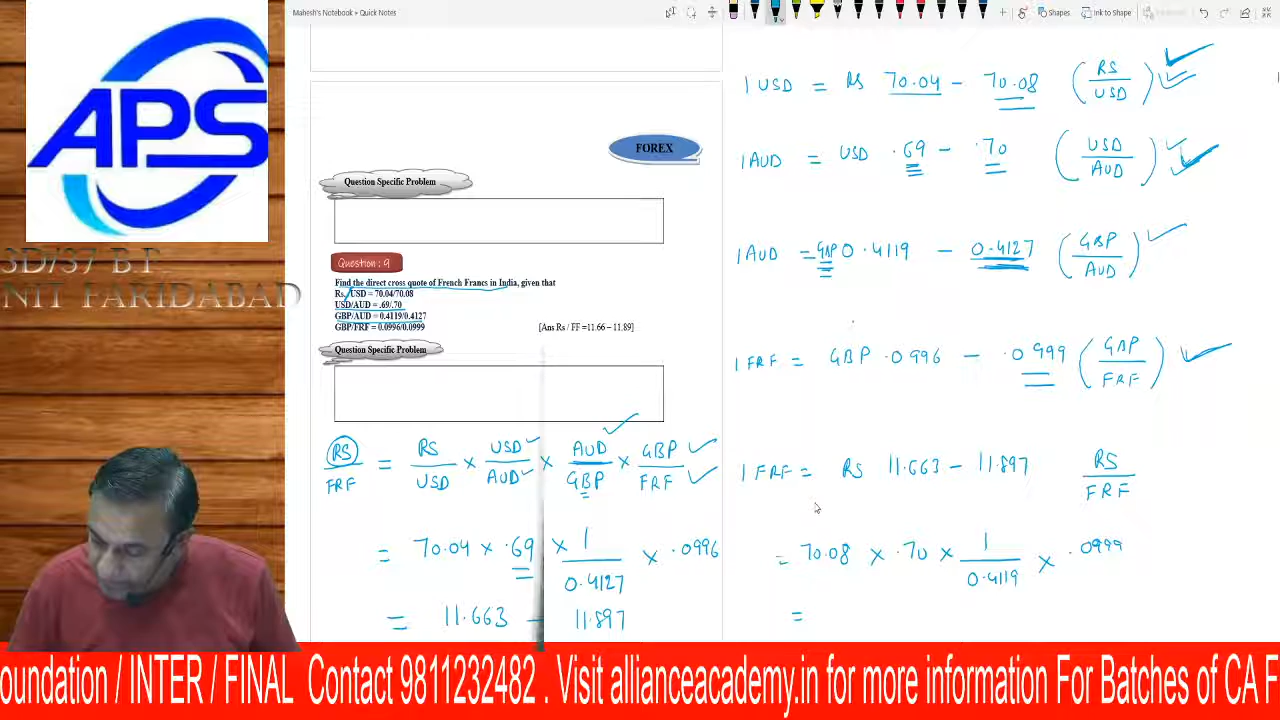 Mahesh's Notebook » Quick Notes
Shapes
Ink to Shape
APS
3D/37 B.P.
NIT FARIDABAD
FOREX
Question Specific Problem
Question : 9
Find the direct cross quote of French Francs in India, given that
Rs. /USD = 70.04/70.08
USD/AUD = .69/.70
GBP/AUD = 0.4119/0.4127
GBP/FRF = 0.0996/0.0999 [Ans Rs / FF =11.66 – 11.89]
Question Specific Problem
RS/FRF = RS/USD × USD/AUD × AUD/GBP × GBP/FRF
= 70.04 × .69 × 1/0.4127 × .0996
= 11.663 – 11.897
1 USD = RS 70.04 – 70.08 (RS/USD)
1 AUD = USD .69 – .70 (USD/AUD)
1 AUD = GBP 0.4119 – 0.4127 (GBP/AUD)
1 FRF = GBP .0996 – .0999 (GBP/FRF)
1 FRF = RS 11.663 – 11.897 RS/FRF
= 70.08 × .70 × 1/0.4119 × .0999
=
oundation / INTER / FINAL Contact 9811232482 . Visit allianceacademy.in for more information For Batches of CA F